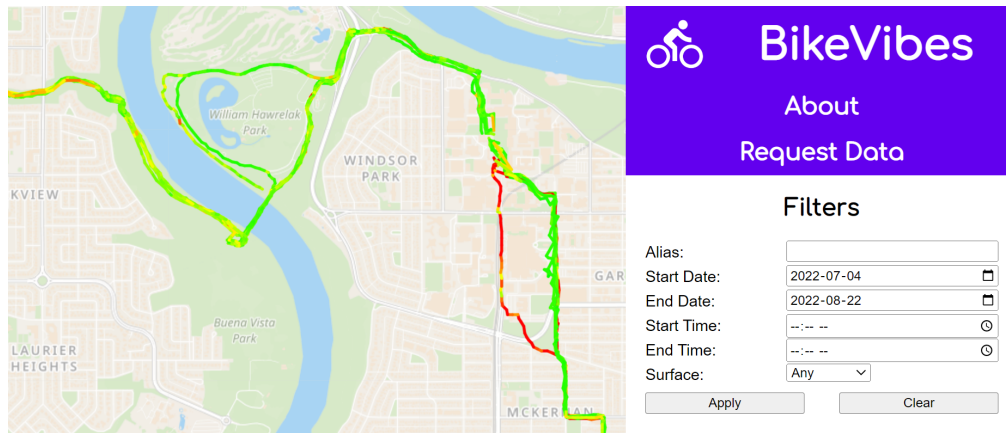 William Hawrelak
Park
WINDSOR
PARK
KVIEW
GAR
Buena Vista
Park
LAURIER
HEIGHTS
MCKERNAN
BikeVibes
About
Request Data
Filters
Alias:
Start Date: 2022-07-04
End Date: 2022-08-22
Start Time: --:-- --
End Time: --:-- --
Surface: Any
Apply Clear